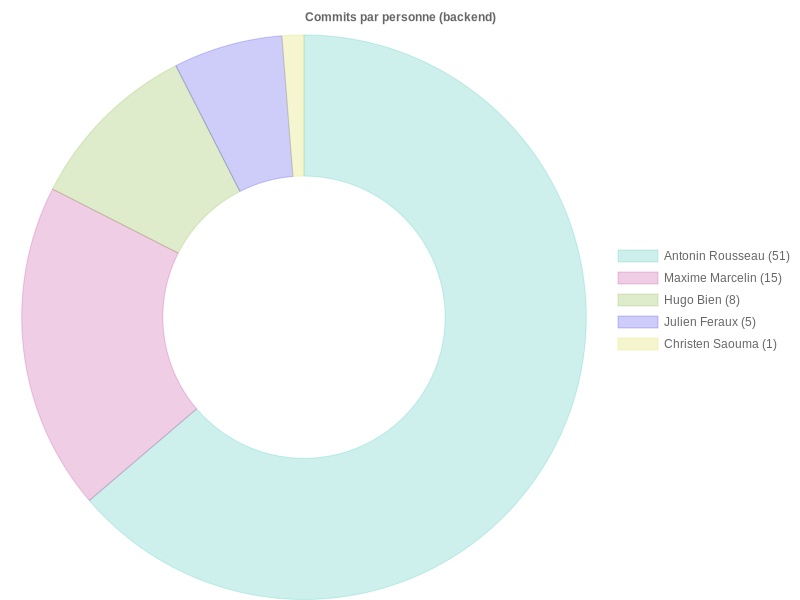 Commits par personne (backend)
Antonin Rousseau (51)
Maxime Marcelin (15)
Hugo Bien (8)
Julien Feraux (5)
Christen Saouma (1)